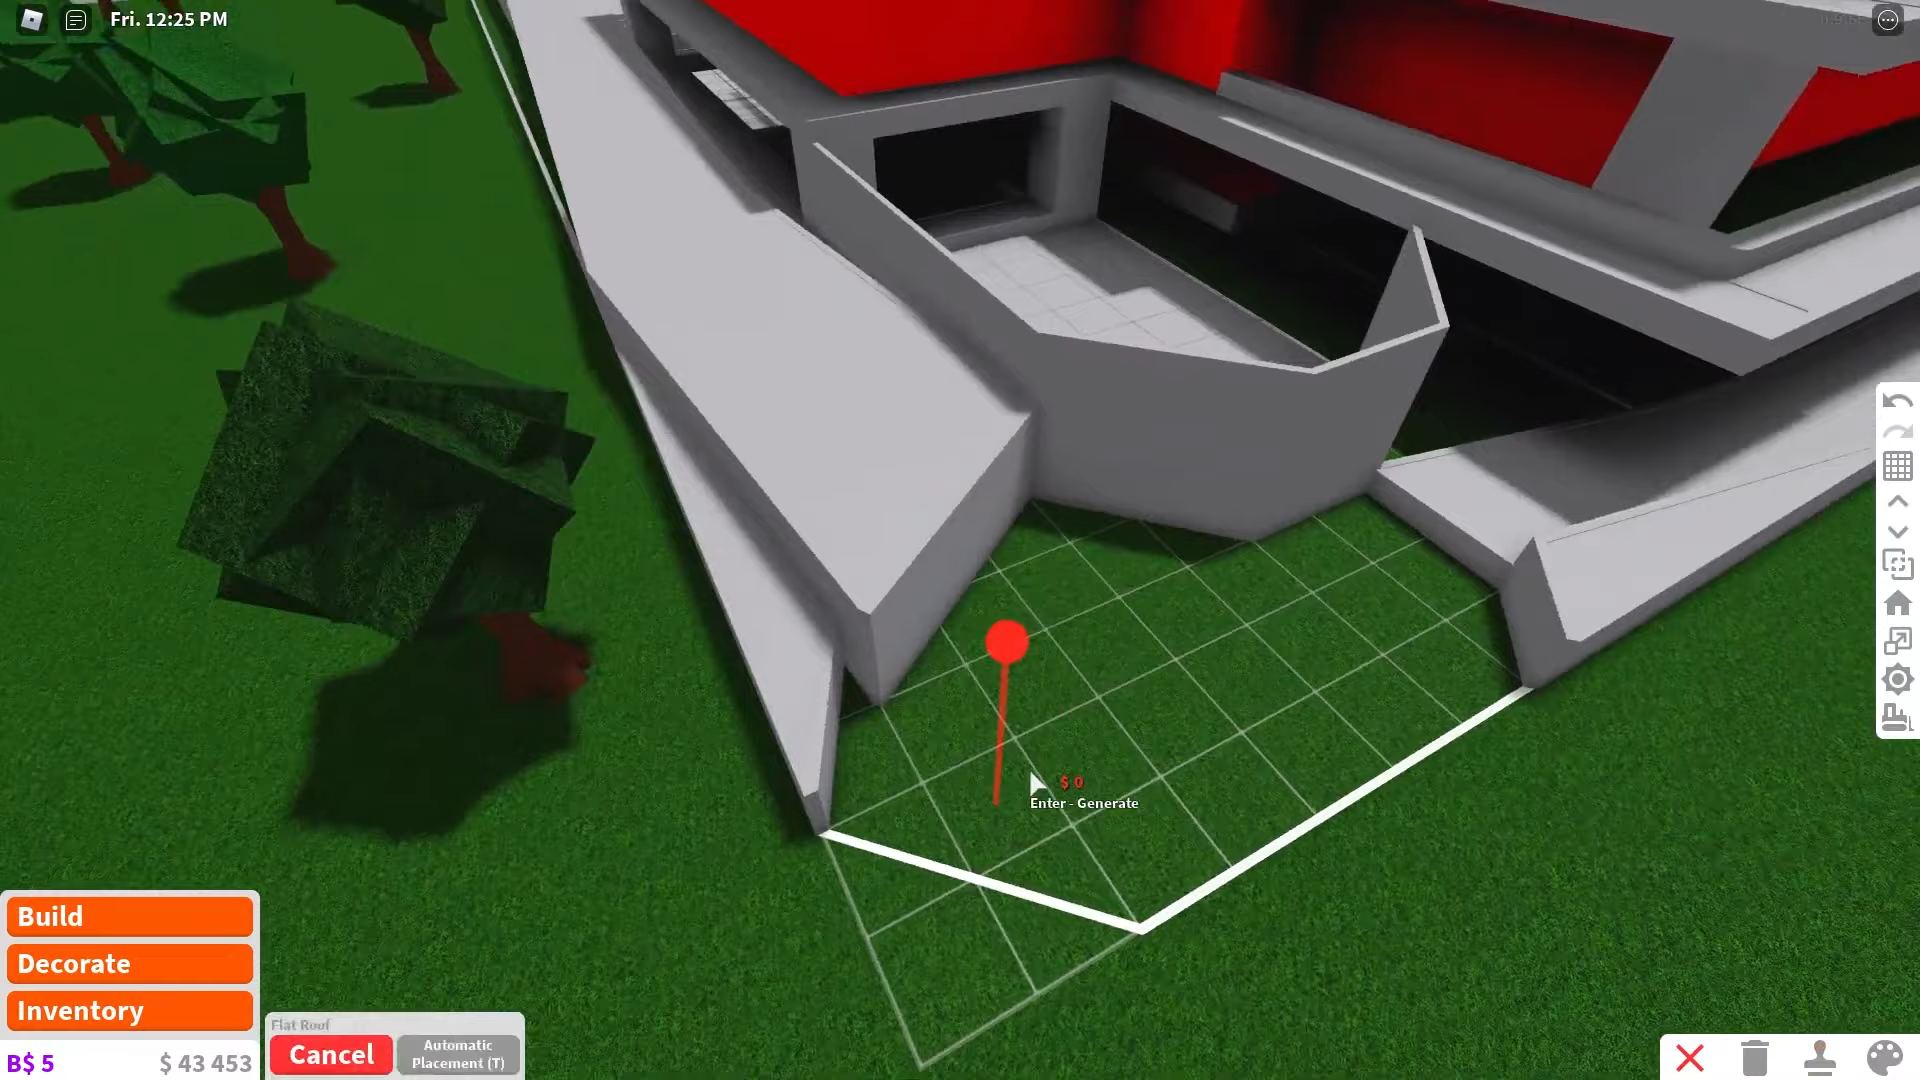 Fri. 12:25 PM
$ 0
Enter - Generate
Build
Decorate
Inventory
B$ 5
$ 43 453
Flat Roof
Cancel
Automatic
Placement (T)